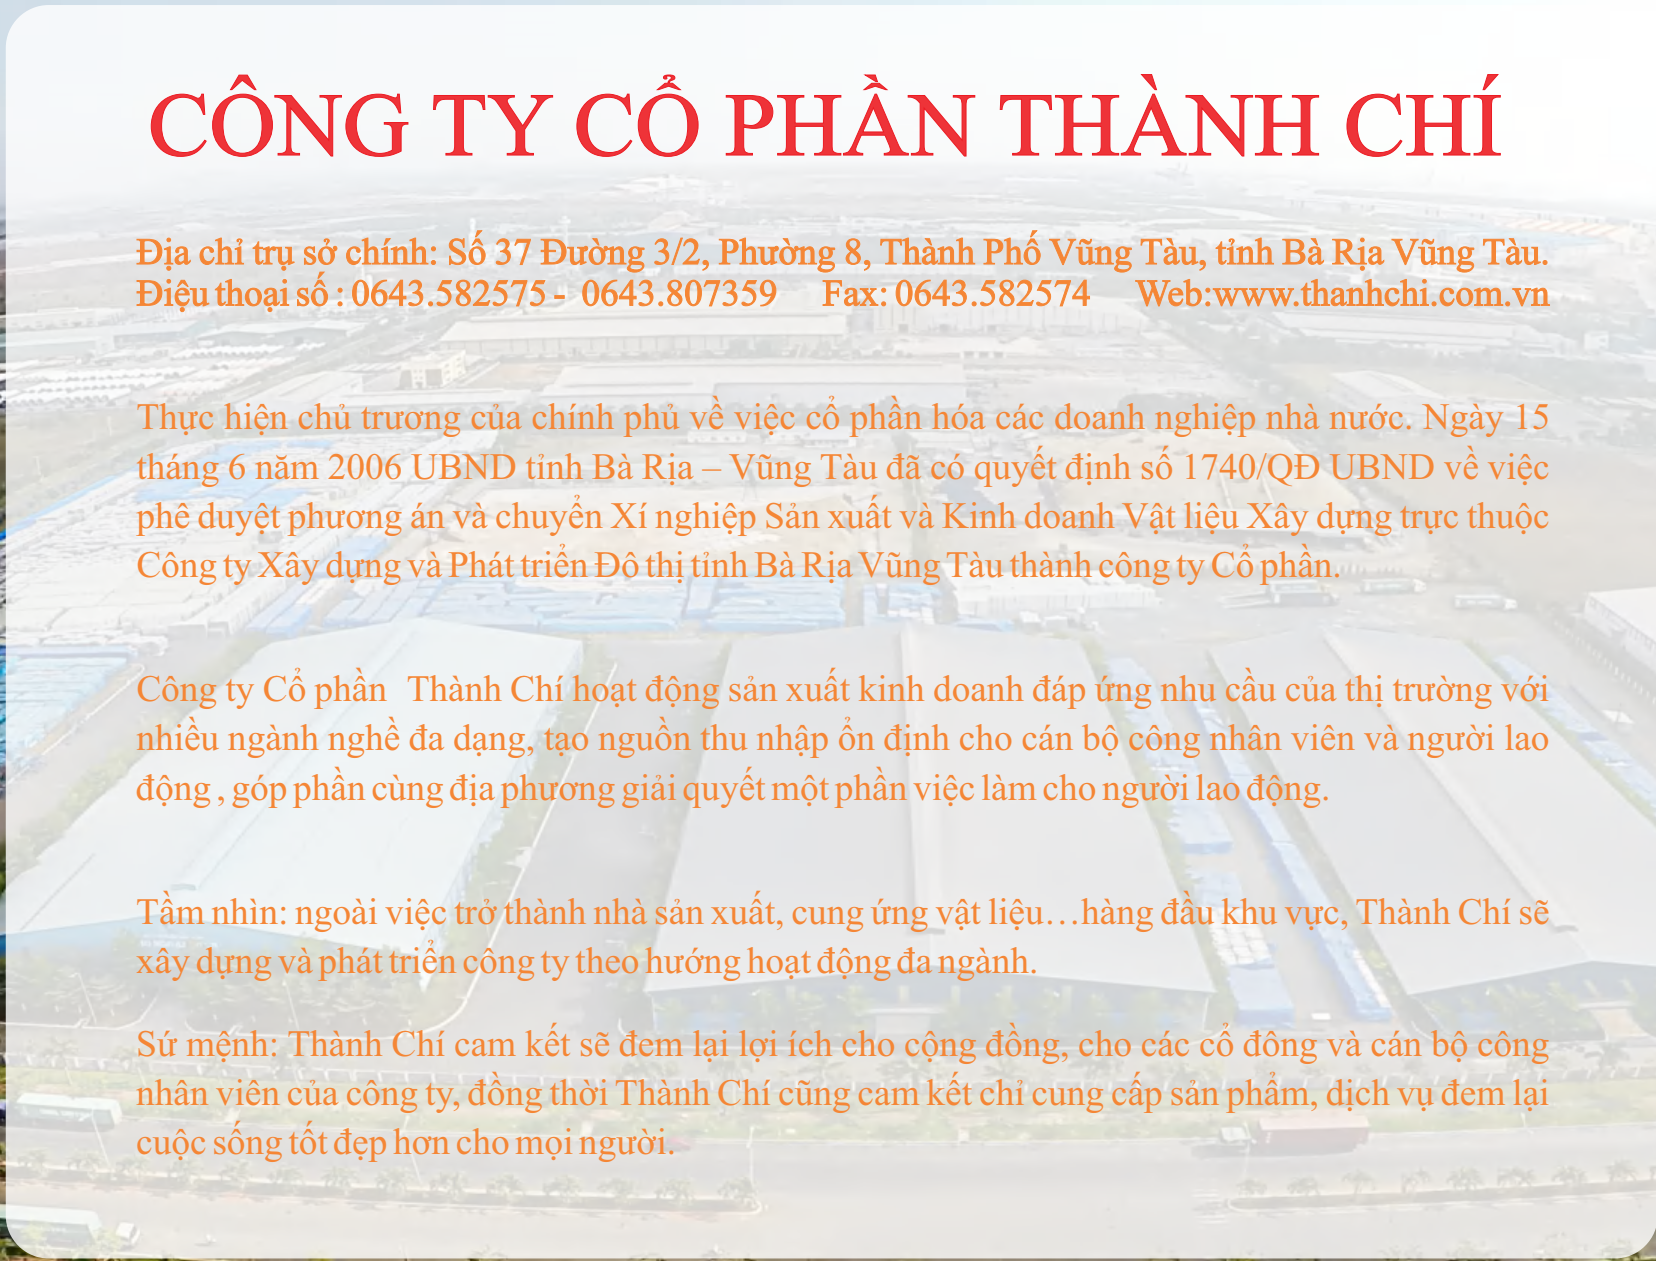 CÔNG TY CỔ PHẦN THÀNH CHÍ
Địa chỉ trụ sở chính: Số 37 Đường 3/2, Phường 8, Thành Phố Vũng Tàu, tỉnh Bà Rịa Vũng Tàu.
Điệu thoại số : 0643.582575 - 0643.807359 Fax: 0643.582574 Web:www.thanhchi.com.vn
Thực hiện chủ trương của chính phủ về việc cổ phần hóa các doanh nghiệp nhà nước. Ngày 15
tháng 6 năm 2006 UBND tỉnh Bà Rịa – Vũng Tàu đã có quyết định số 1740/QĐ UBND về việc
phê duyệt phương án và chuyển Xí nghiệp Sản xuất và Kinh doanh Vật liệu Xây dựng trực thuộc
Công ty Xây dựng và Phát triển Đô thị tỉnh Bà Rịa Vũng Tàu thành công ty Cổ phần.
Công ty Cổ phần Thành Chí hoạt động sản xuất kinh doanh đáp ứng nhu cầu của thị trường với
nhiều ngành nghề đa dạng, tạo nguồn thu nhập ổn định cho cán bộ công nhân viên và người lao
động , góp phần cùng địa phương giải quyết một phần việc làm cho người lao động.
Tầm nhìn: ngoài việc trở thành nhà sản xuất, cung ứng vật liệu…hàng đầu khu vực, Thành Chí sẽ
xây dựng và phát triển công ty theo hướng hoạt động đa ngành.
Sứ mệnh: Thành Chí cam kết sẽ đem lại lợi ích cho cộng đồng, cho các cổ đông và cán bộ công
nhân viên của công ty, đồng thời Thành Chí cũng cam kết chỉ cung cấp sản phẩm, dịch vụ đem lại
cuộc sống tốt đẹp hơn cho mọi người.